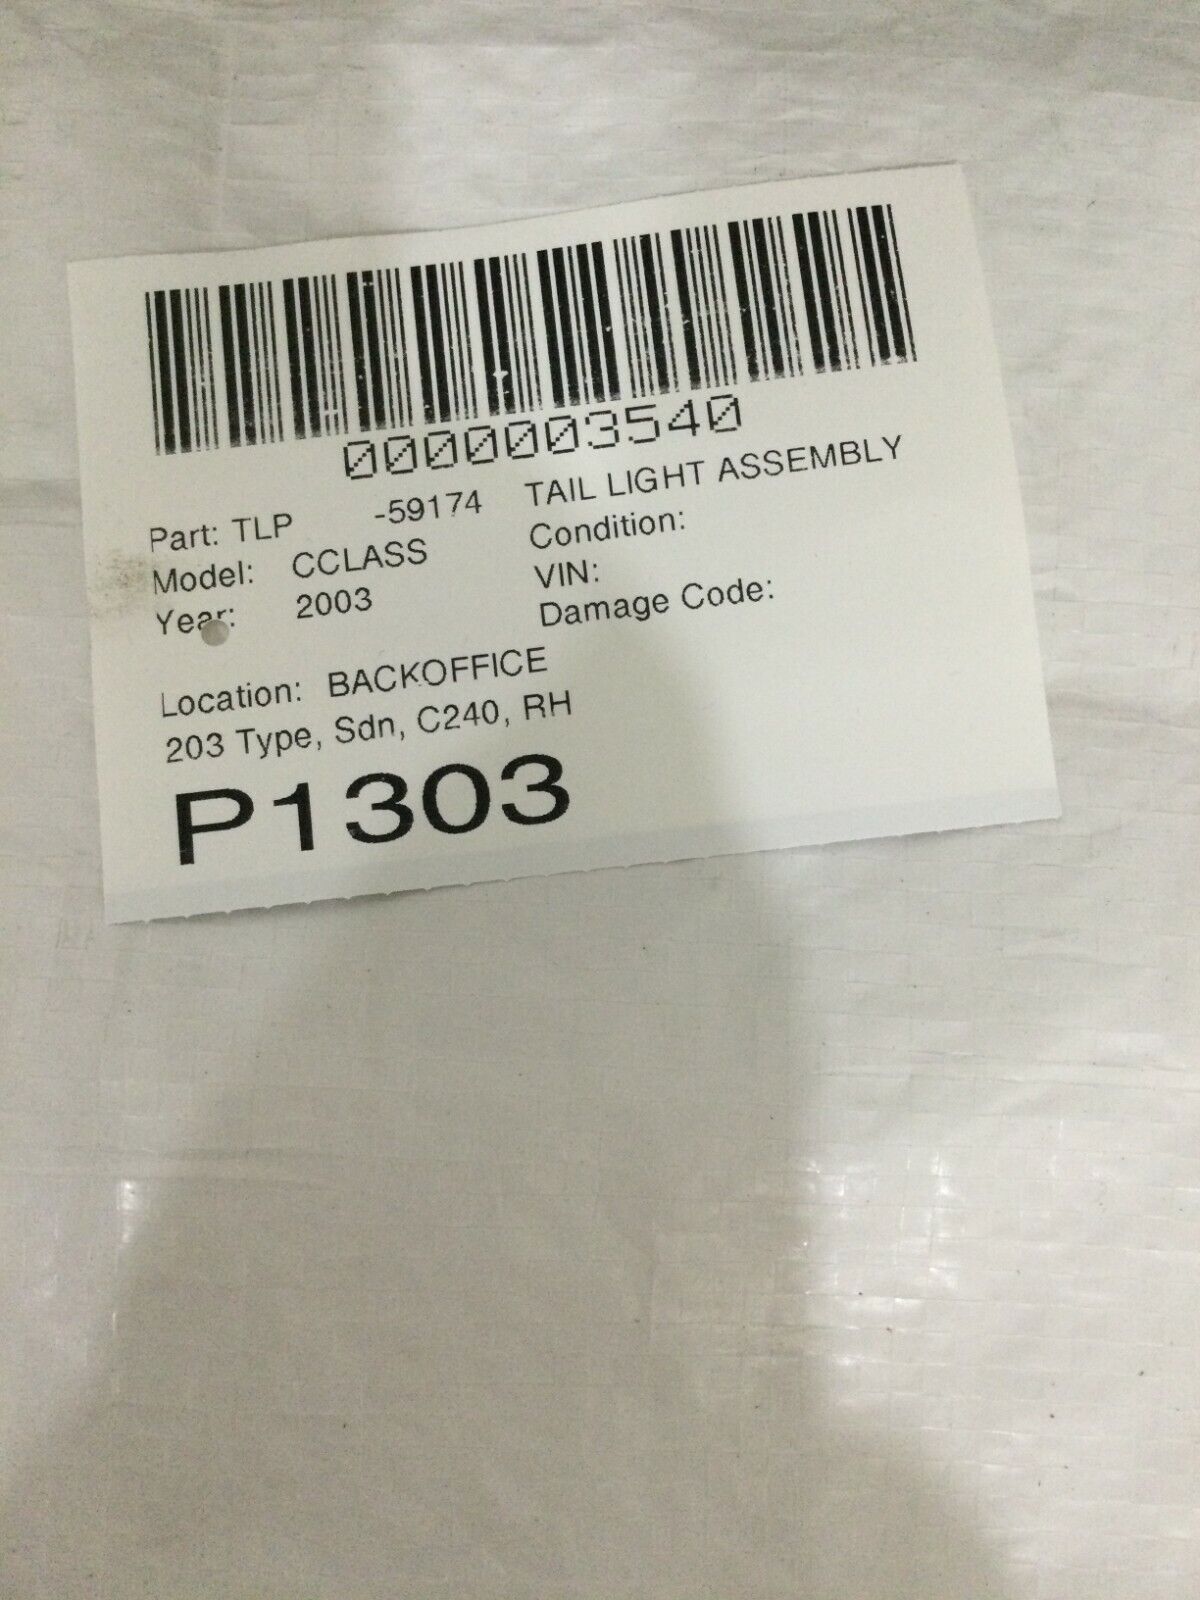 0000003540
Part: TLP -59174 TAIL LIGHT ASSEMBLY
Model: CCLASS Condition:
Year: 2003 VIN:
Damage Code:
Location: BACKOFFICE
203 Type, Sdn, C240, RH
P1303